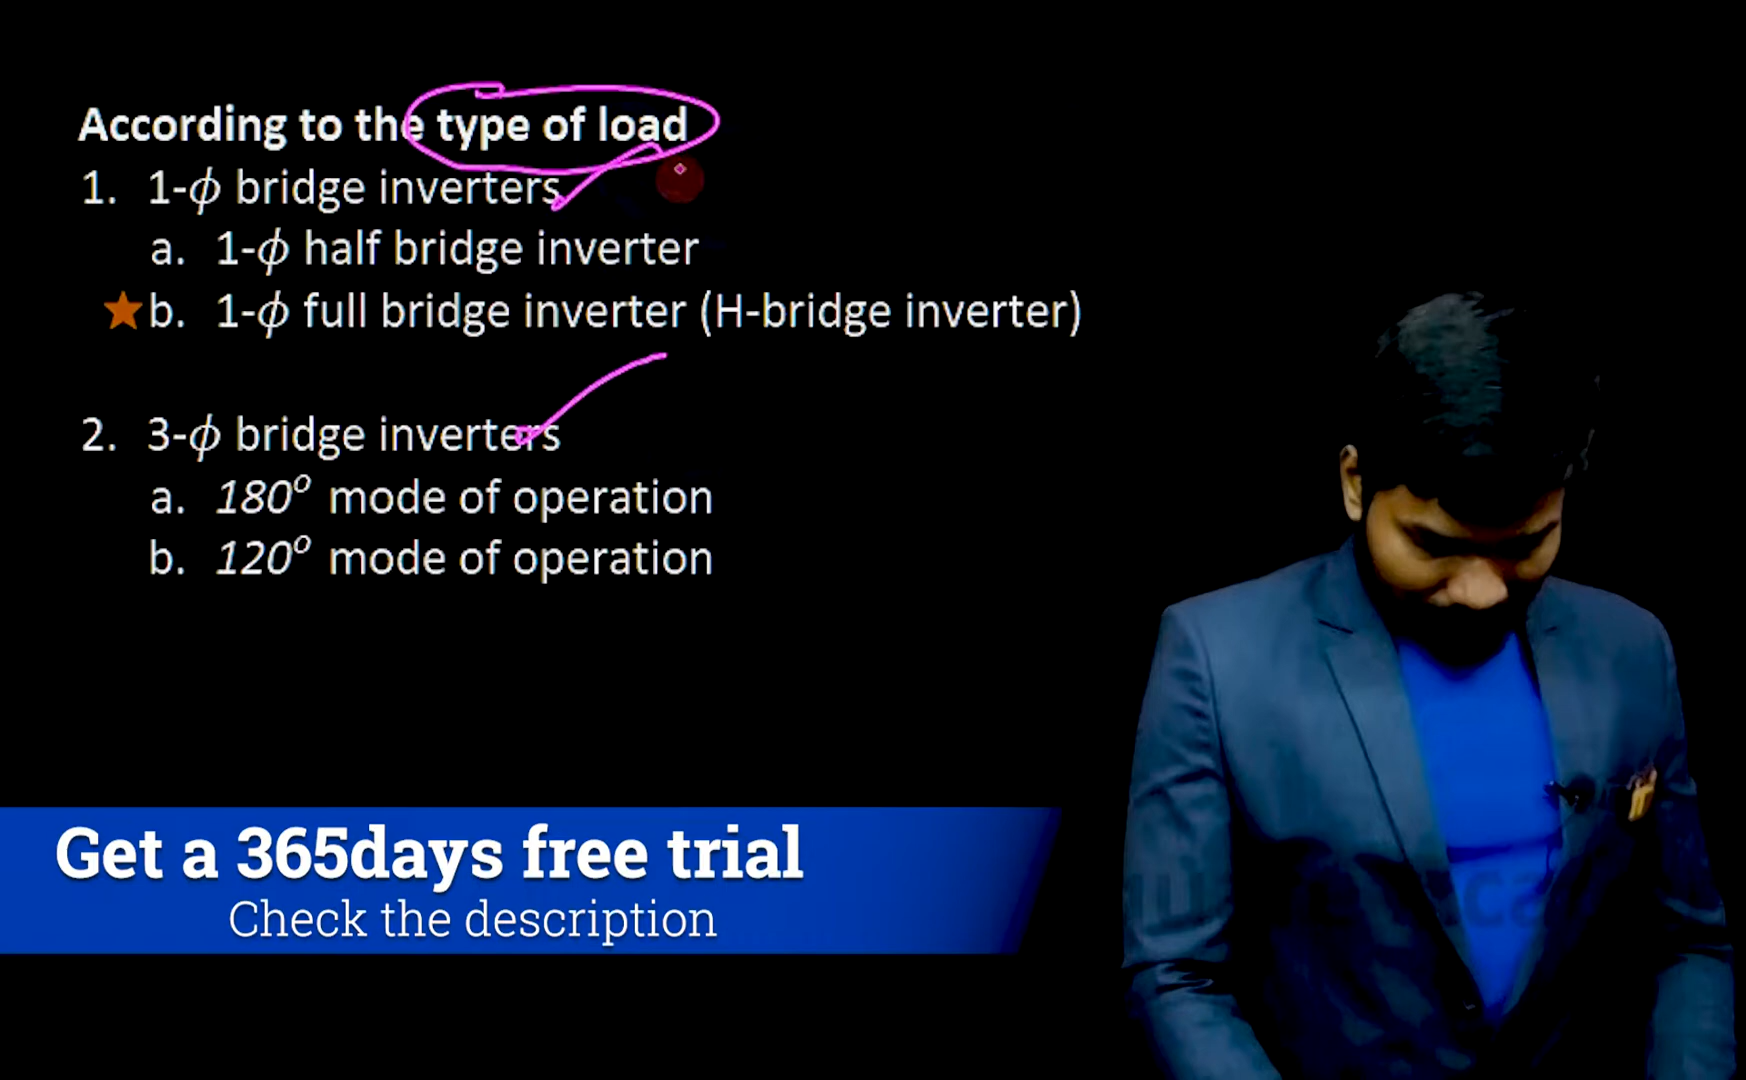 According to the type of load
1. 1-ϕ bridge inverters
a. 1-ϕ half bridge inverter
★ b. 1-ϕ full bridge inverter (H-bridge inverter)
2. 3-ϕ bridge inverters
a. 180° mode of operation
b. 120° mode of operation
Get a 365days free trial
Check the description